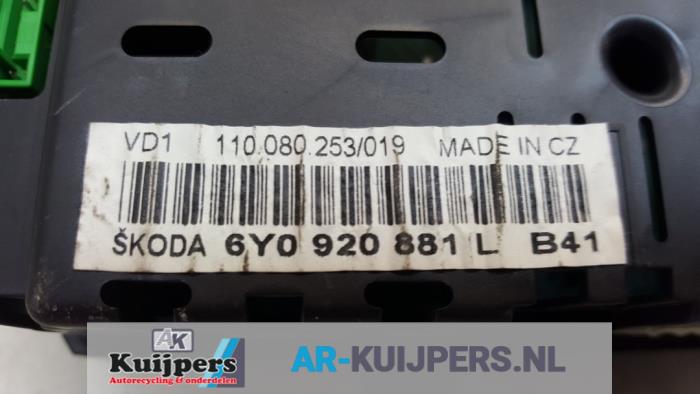 VD1 110.080.253/019 MADE IN CZ
ŠKODA 6Y0 920 881 L B41
AK
Kuijpers
Autorecycling & onderdelen
AR-KUIJPERS.NL